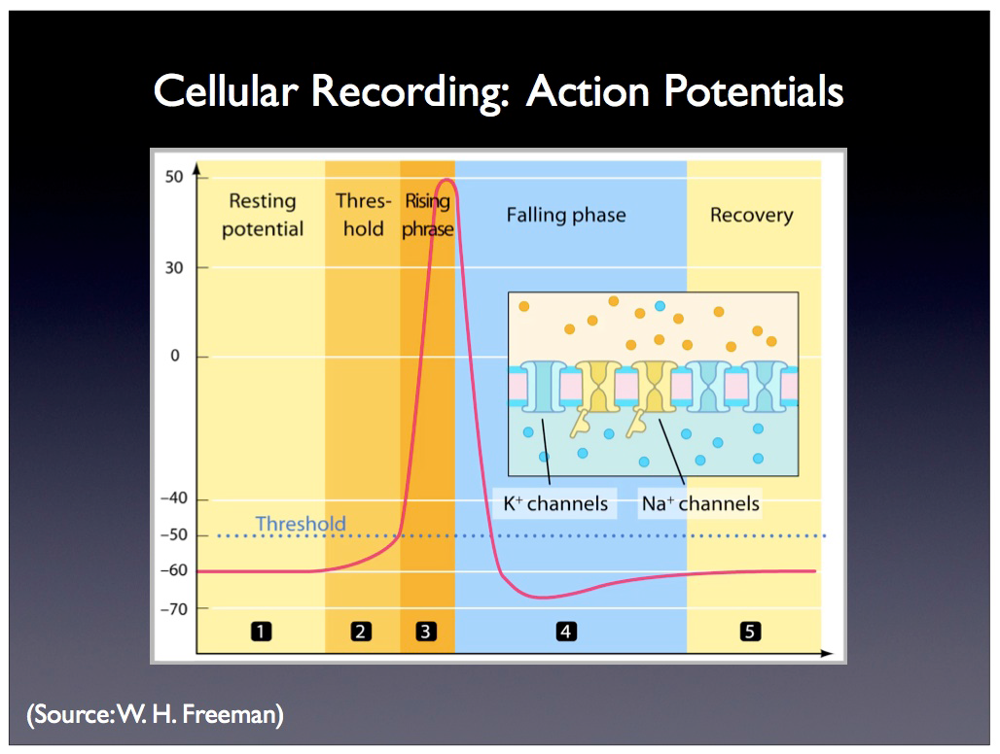 Cellular Recording: Action Potentials
50
30
0
–40
–50
–60
–70
Resting
potential
Thres-
hold
Rising
phrase
Falling phase
Recovery
K⁺ channels
Na⁺ channels
Threshold
1
2
3
4
5
(Source: W. H. Freeman)